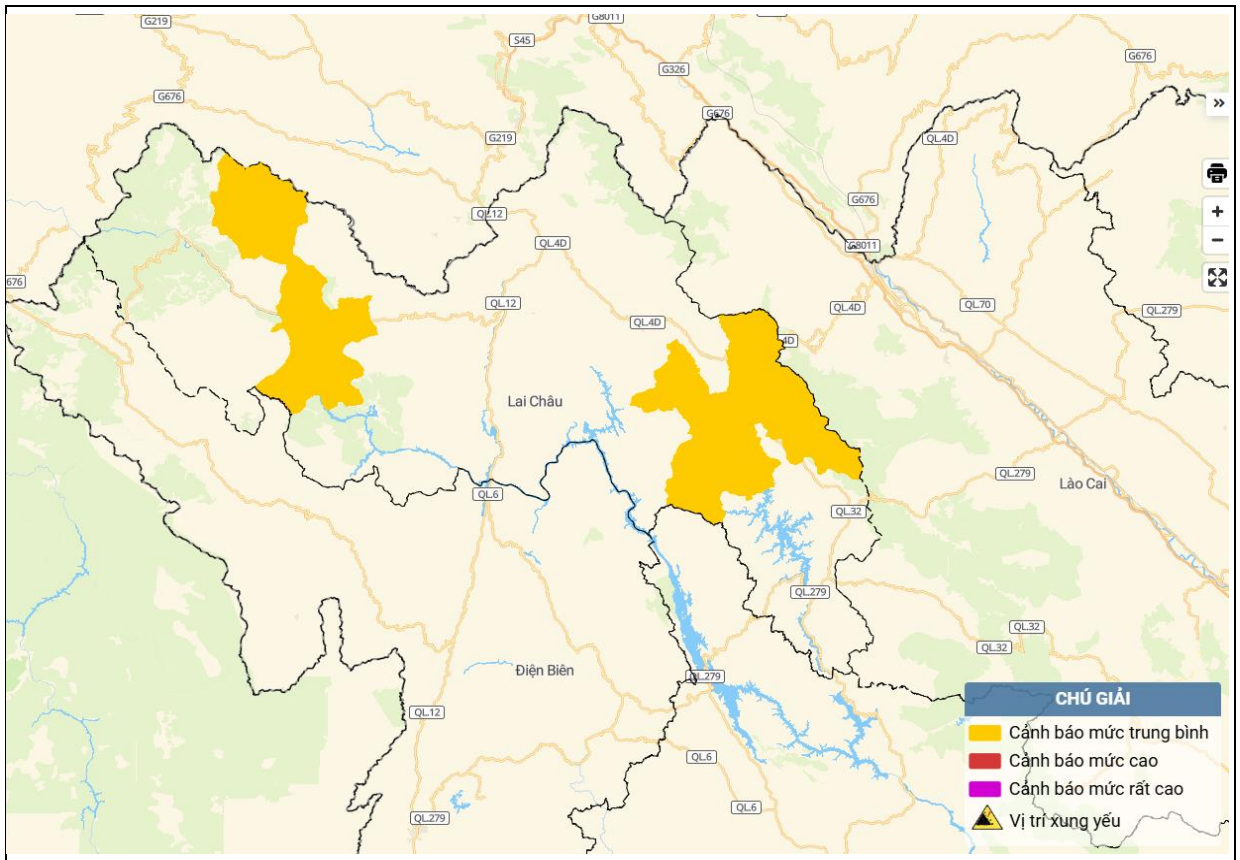 G219
G8011
S45
G326
G676
G676
G676
QL.4D
G219
G676
QL.12
QL.4D
G8011
676
QL.12
QL.70
QL.4D
QL.279
QL.4D
4D
Lai Châu
QL.279
Lào Cai
QL.6
QL.32
QL.279
QL.32
QL.32
Điện Biên
QL.279
QL.12
QL.6
QL.6
QL.279
»
+
−
CHÚ GIẢI
Cảnh báo mức trung bình
Cảnh báo mức cao
Cảnh báo mức rất cao
Vị trí xung yếu